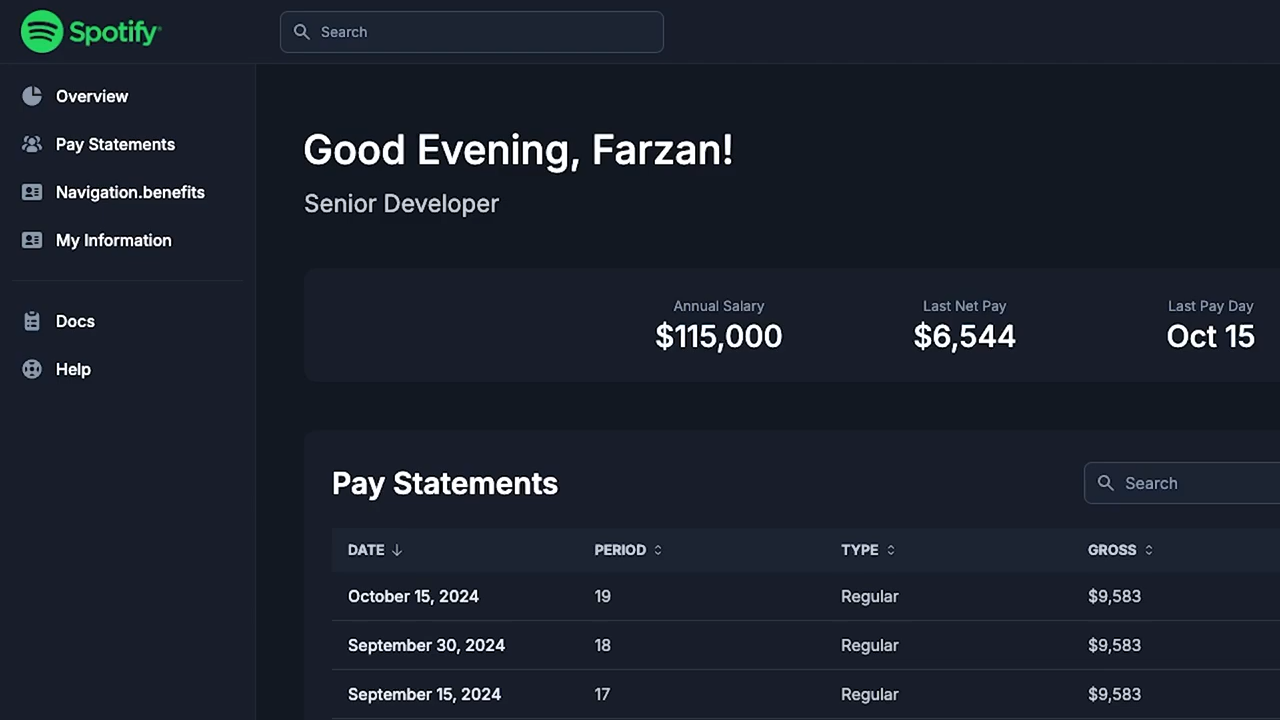 Spotify
Search
Overview
Pay Statements
Navigation.benefits
My Information
Docs
Help
Good Evening, Farzan!
Senior Developer
Annual Salary Last Net Pay Last Pay Day
$115,000 $6,544 Oct 15
Pay Statements
Search
DATE PERIOD TYPE GROSS
October 15, 2024 19 Regular $9,583
September 30, 2024 18 Regular $9,583
September 15, 2024 17 Regular $9,583